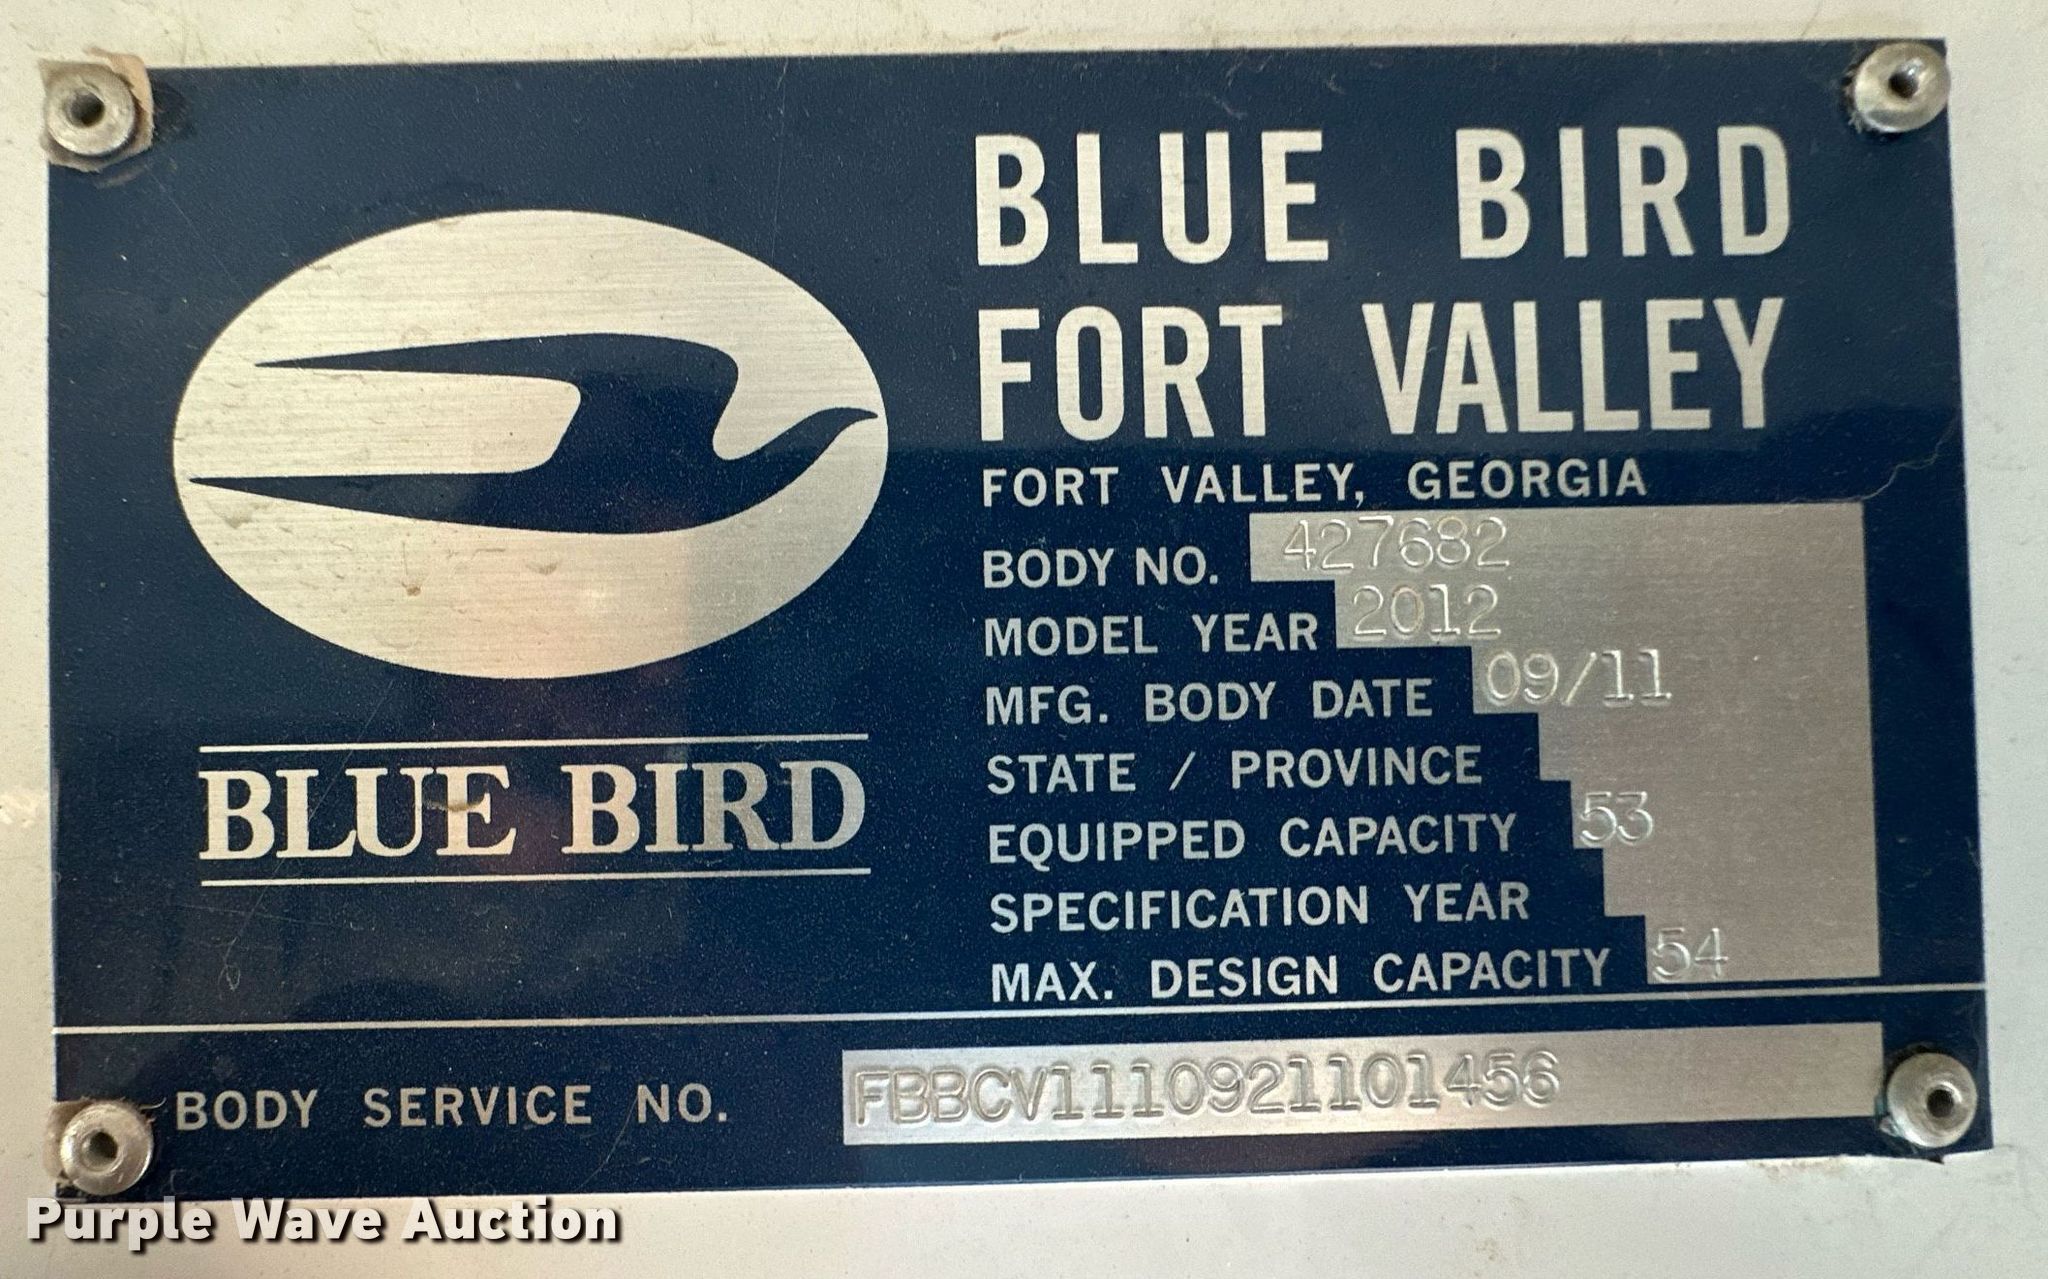 BLUE BIRD
FORT VALLEY
FORT VALLEY, GEORGIA
BODY NO. 427682
MODEL YEAR 2012
MFG. BODY DATE 09/11
STATE / PROVINCE
EQUIPPED CAPACITY 53
SPECIFICATION YEAR
MAX. DESIGN CAPACITY 54
BLUE BIRD
BODY SERVICE NO. FBBCV1110921101456
Purple Wave Auction